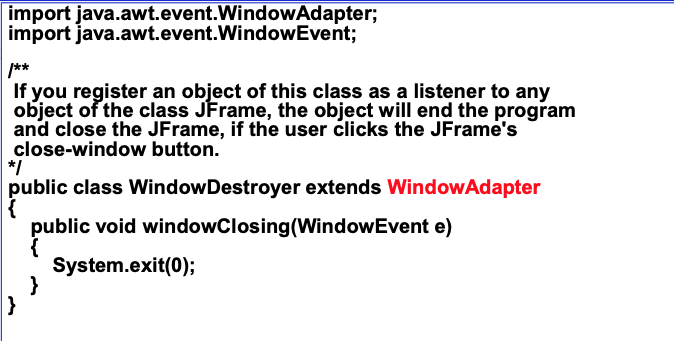 import java.awt.event.WindowAdapter;
import java.awt.event.WindowEvent;
/**
If you register an object of this class as a listener to any
object of the class JFrame, the object will end the program
and close the JFrame, if the user clicks the JFrame's
close-window button.
*/
public class WindowDestroyer extends WindowAdapter
{
public void windowClosing(WindowEvent e)
{
System.exit(0);
}
}